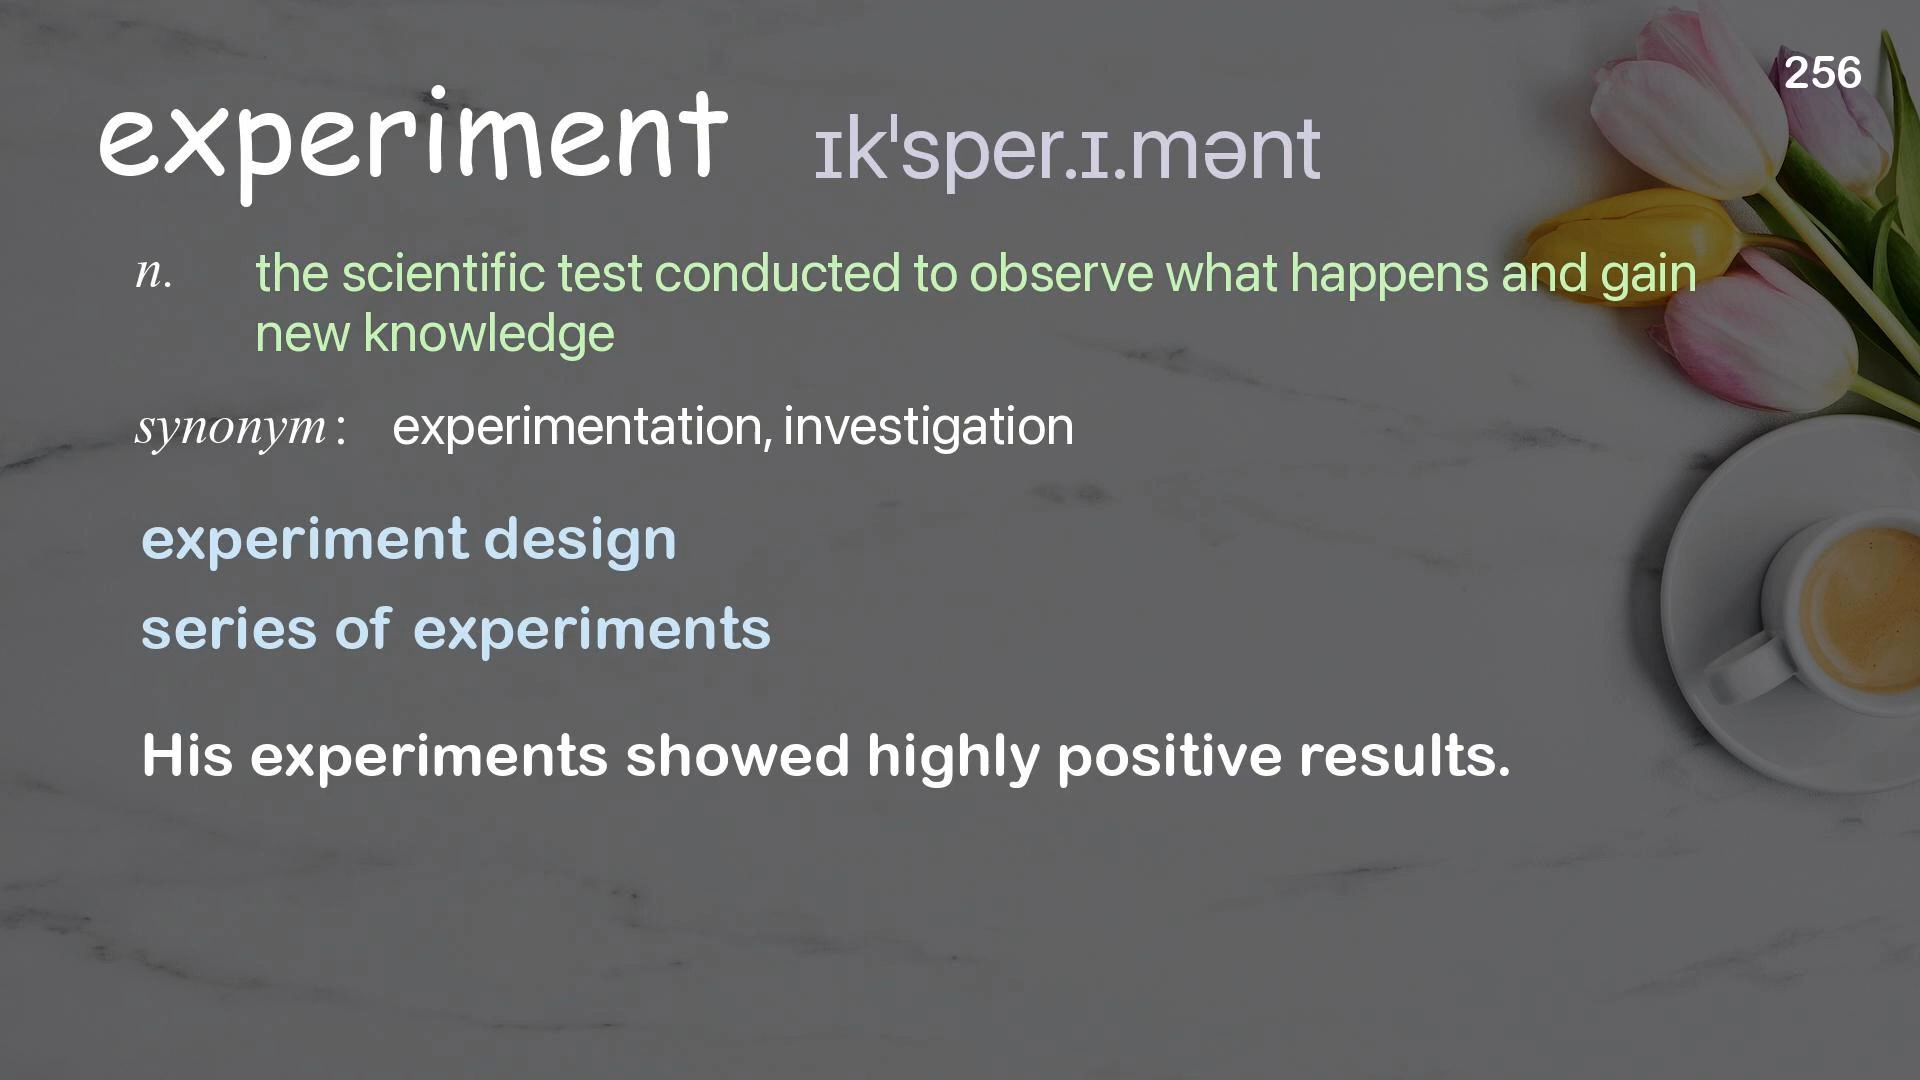 256
experiment ɪkˈsper.ɪ.mənt
n. the scientific test conducted to observe what happens and gain
new knowledge
synonym : experimentation, investigation
experiment design
series of experiments
His experiments showed highly positive results.